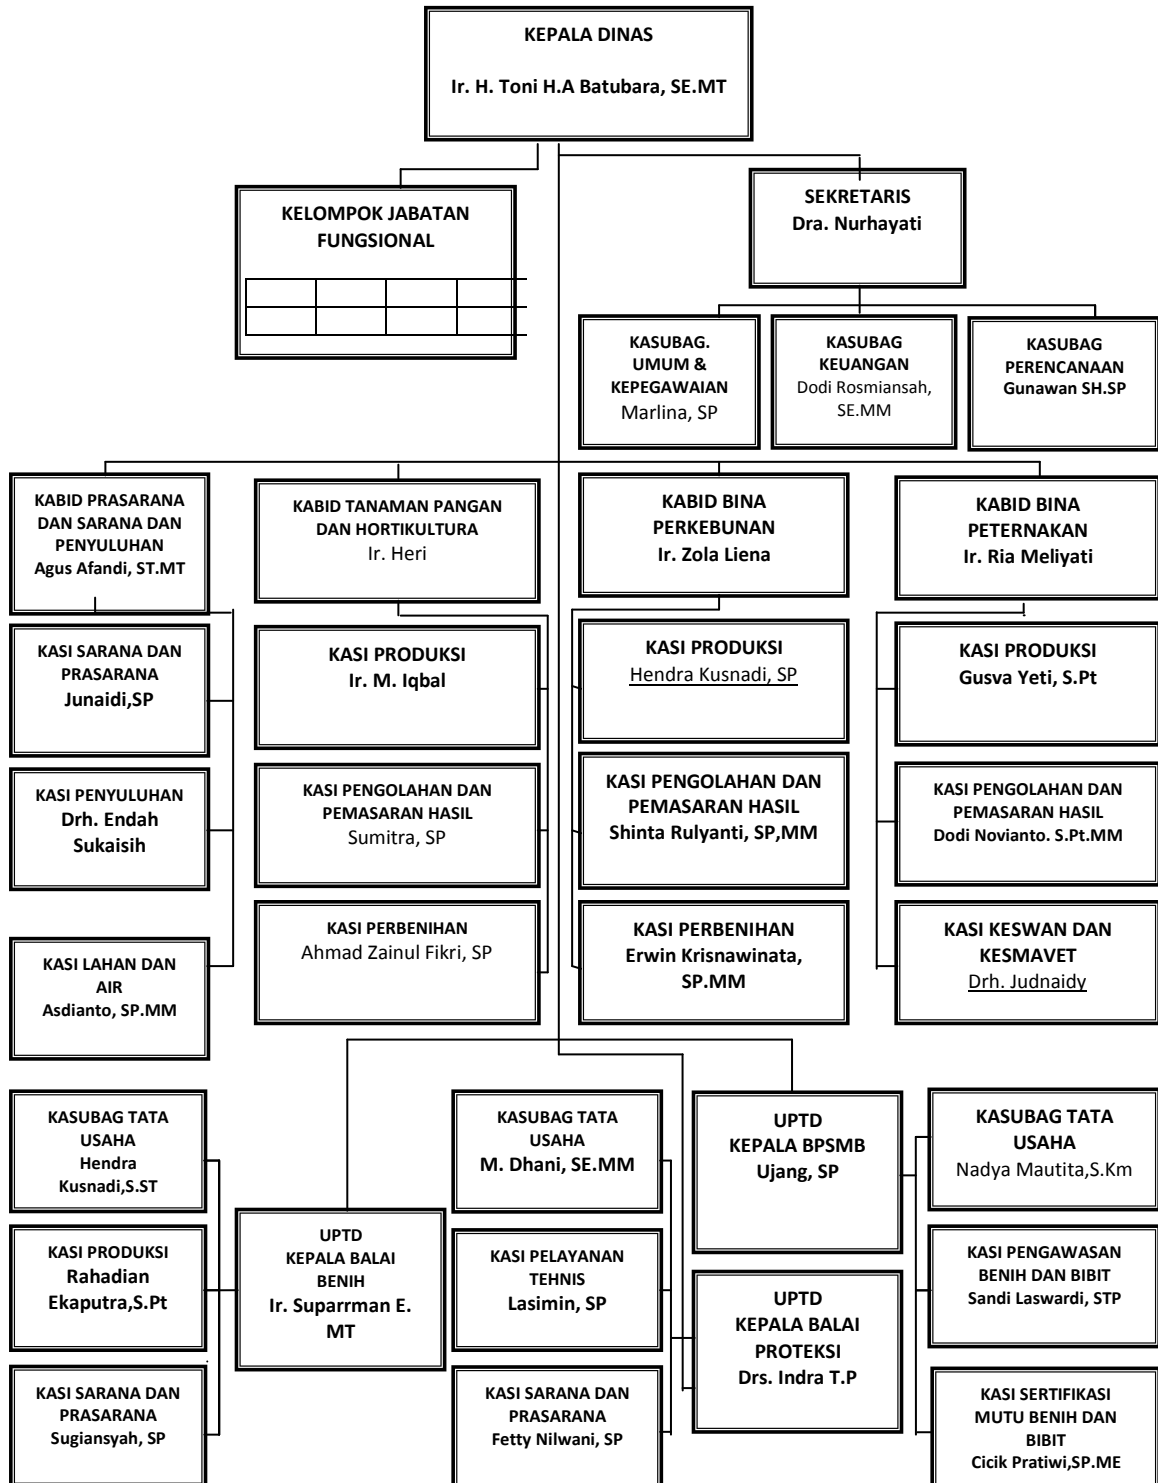 KEPALA DINAS
Ir. H. Toni H.A Batubara, SE.MT
KELOMPOK JABATAN
FUNGSIONAL
SEKRETARIS
Dra. Nurhayati
KASUBAG.
UMUM &
KEPEGAWAIAN
Marlina, SP
KASUBAG
KEUANGAN
Dodi Rosmiansah,
SE.MM
KASUBAG
PERENCANAAN
Gunawan SH.SP
KABID PRASARANA
DAN SARANA DAN
PENYULUHAN
Agus Afandi, ST.MT
KABID TANAMAN PANGAN
DAN HORTIKULTURA
Ir. Heri
KABID BINA
PERKEBUNAN
Ir. Zola Liena
KABID BINA
PETERNAKAN
Ir. Ria Meliyati
KASI SARANA DAN
PRASARANA
Junaidi,SP
KASI PRODUKSI
Ir. M. Iqbal
KASI PRODUKSI
Hendra Kusnadi, SP
KASI PRODUKSI
Gusva Yeti, S.Pt
KASI PENYULUHAN
Drh. Endah
Sukaisih
KASI PENGOLAHAN DAN
PEMASARAN HASIL
Sumitra, SP
KASI PENGOLAHAN DAN
PEMASARAN HASIL
Shinta Rulyanti, SP,MM
KASI PENGOLAHAN DAN
PEMASARAN HASIL
Dodi Novianto. S.Pt.MM
KASI LAHAN DAN
AIR
Asdianto, SP.MM
KASI PERBENIHAN
Ahmad Zainul Fikri, SP
KASI PERBENIHAN
Erwin Krisnawinata,
SP.MM
KASI KESWAN DAN
KESMAVET
Drh. Judnaidy
KASUBAG TATA
USAHA
Hendra
Kusnadi,S.ST
KASI PRODUKSI
Rahadian
Ekaputra,S.Pt
KASI SARANA DAN
PRASARANA
Sugiansyah, SP
UPTD
KEPALA BALAI
BENIH
Ir. Suparrman E.
MT
KASUBAG TATA
USAHA
M. Dhani, SE.MM
KASI PELAYANAN
TEHNIS
Lasimin, SP
KASI SARANA DAN
PRASARANA
Fetty Nilwani, SP
UPTD
KEPALA BPSMB
Ujang, SP
UPTD
KEPALA BALAI
PROTEKSI
Drs. Indra T.P
KASUBAG TATA
USAHA
Nadya Mautita,S.Km
KASI PENGAWASAN
BENIH DAN BIBIT
Sandi Laswardi, STP
KASI SERTIFIKASI
MUTU BENIH DAN
BIBIT
Cicik Pratiwi,SP.ME